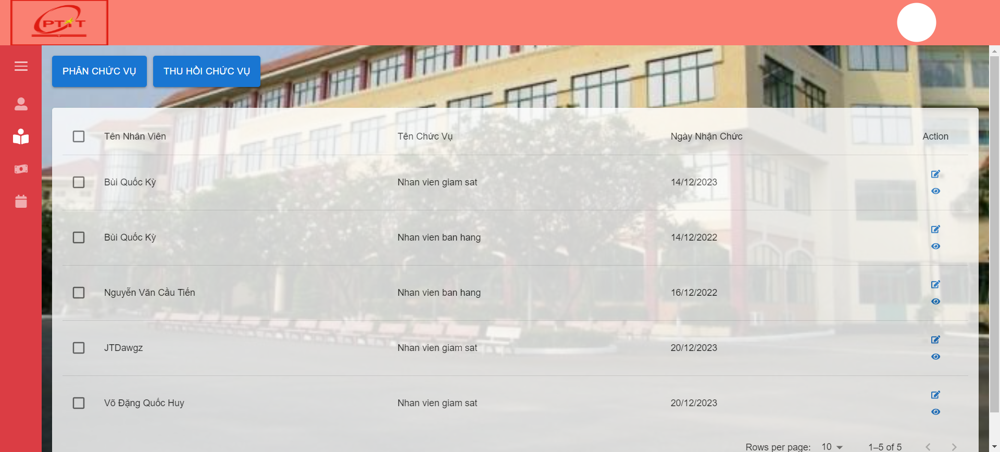 PTIT
PHÂN CHỨC VỤ
THU HỒI CHỨC VỤ
Tên Nhân Viên Tên Chức Vụ Ngày Nhận Chức Action
Bùi Quốc Kỳ Nhan vien giam sat 14/12/2023
Bùi Quốc Kỳ Nhan vien ban hang 14/12/2022
Nguyễn Văn Cầu Tiến Nhan vien ban hang 16/12/2022
JTDawgz Nhan vien giam sat 20/12/2023
Võ Đặng Quốc Huy Nhan vien giam sat 20/12/2023
Rows per page: 10 1–5 of 5